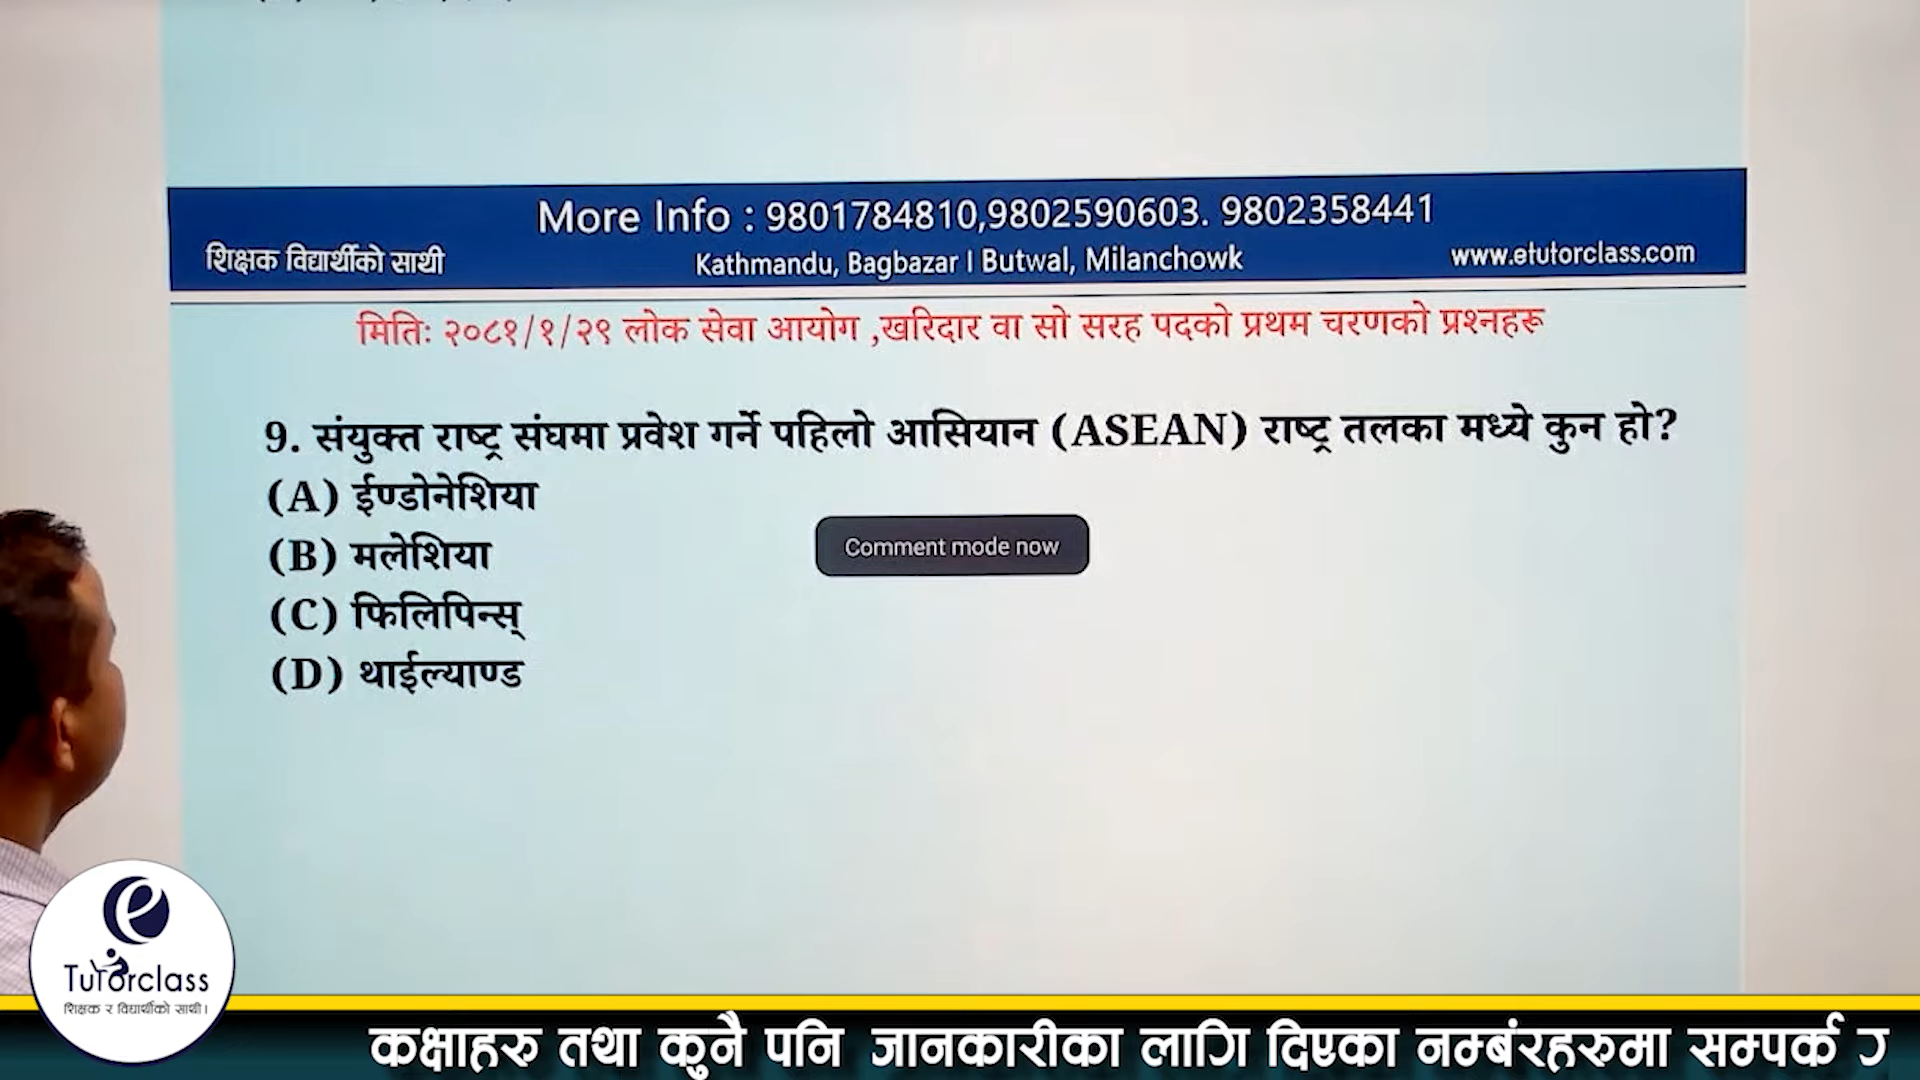 More Info : 9801784810,9802590603. 9802358441
शिक्षक विद्यार्थीको साथी
Kathmandu, Bagbazar | Butwal, Milanchowk
www.etutorclass.com
मितिः २०८१/१/२९ लोक सेवा आयोग ,खरिदार वा सो सरह पदको प्रथम चरणको प्रश्नहरू
9. संयुक्त राष्ट्र संघमा प्रवेश गर्ने पहिलो आसियान (ASEAN) राष्ट्र तलका मध्ये कुन हो?
(A) ईण्डोनेशिया
(B) मलेशिया
(C) फिलिपिन्स्
(D) थाईल्याण्ड
Comment mode now
e
Tutorclass
शिक्षक र विद्यार्थीको साथी।
कक्षाहरु तथा कुनै पनि जानकारीका लागि दिएका नम्बंरहरुमा सम्पर्क